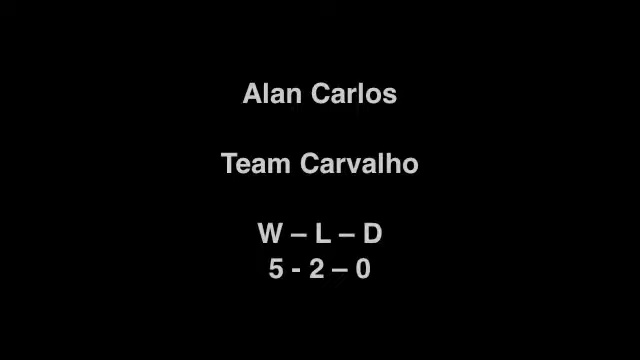 Alan Carlos
Team Carvalho
W – L – D
5 - 2 – 0